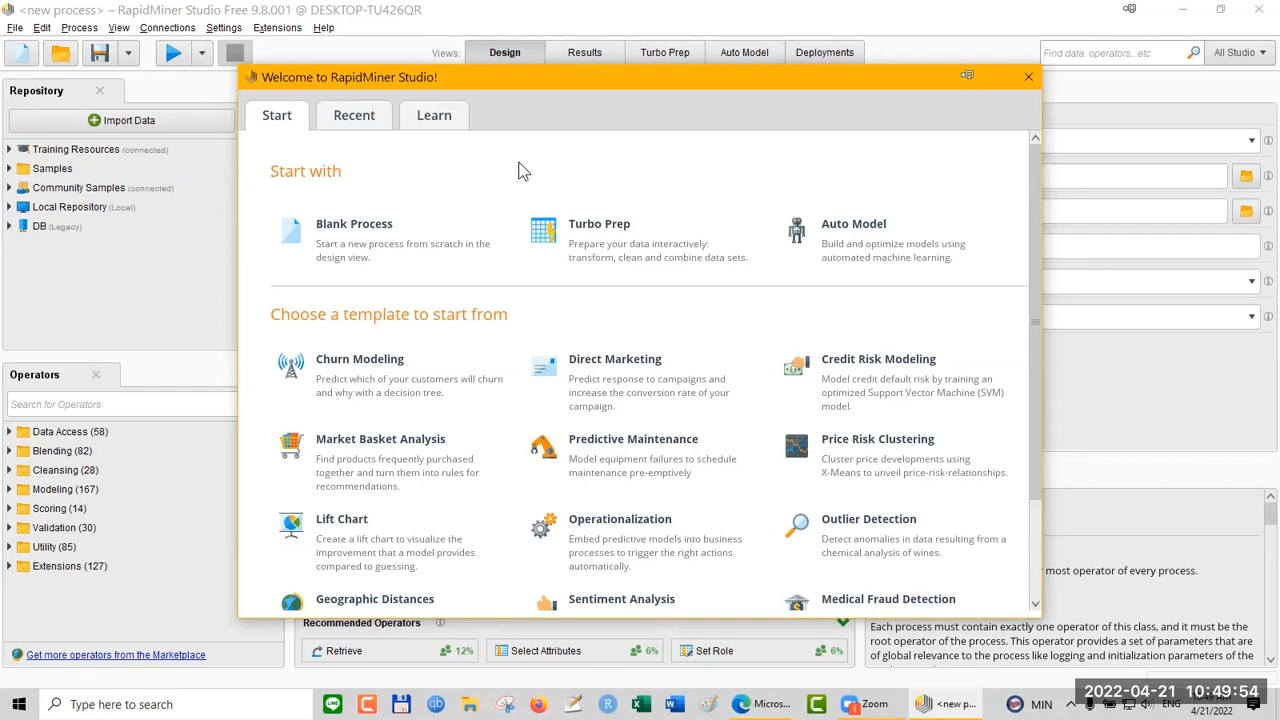 <new process> – RapidMiner Studio Free 9.8.001 @ DESKTOP-TU426QR
File Edit Process View Connections Settings Extensions Help
Views: Design Results Turbo Prep Auto Model Deployments
Find data, operators...etc
All Studio
Repository
Import Data
Training Resources (connected)
Samples
Community Samples (connected)
Local Repository (Local)
DB (Legacy)
Operators
Search for Operators
Data Access (58)
Blending (82)
Cleansing (28)
Modeling (167)
Scoring (14)
Validation (30)
Utility (85)
Extensions (127)
Get more operators from the Marketplace
Welcome to RapidMiner Studio!
Start Recent Learn
Start with
Blank Process
Start a new process from scratch in the
design view.
Turbo Prep
Prepare your data interactively:
transform, clean and combine data sets.
Auto Model
Build and optimize models using
automated machine learning.
Choose a template to start from
Churn Modeling
Predict which of your customers will churn
and why with a decision tree.
Direct Marketing
Predict response to campaigns and
increase the conversion rate of your
campaign.
Credit Risk Modeling
Model credit default risk by training an
optimized Support Vector Machine (SVM)
model.
Market Basket Analysis
Find products frequently purchased
together and turn them into rules for
recommendations.
Predictive Maintenance
Model equipment failures to schedule
maintenance pre-emptively
Price Risk Clustering
Cluster price developments using
X-Means to unveil price-risk-relationships.
Lift Chart
Create a lift chart to visualize the
improvement that a model provides
compared to guessing.
Operationalization
Embed predictive models into business
processes to trigger the right actions
automatically.
Outlier Detection
Detect anomalies in data resulting from a
chemical analysis of wines.
Geographic Distances
Sentiment Analysis
Medical Fraud Detection
Recommended Operators
Retrieve 12%
Select Attributes 6%
Set Role 6%
most operator of every process.
Each process must contain exactly one operator of this class, and it must be the
root operator of the process. This operator provides a set of parameters that are
of global relevance to the process like logging and initialization parameters of the
Type here to search
Micros...
Zoom
<new p...
MIN
ENG
4/21/2022
2022-04-21 10:49:54